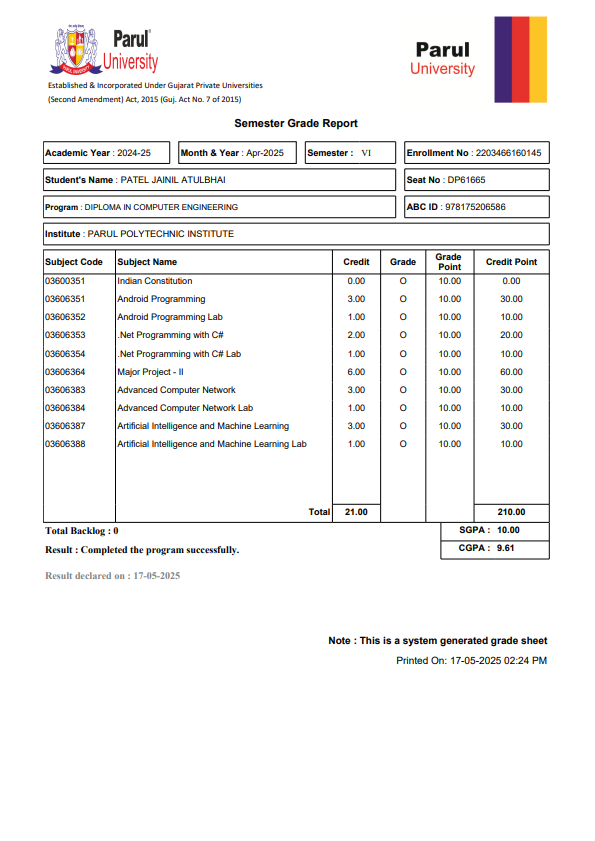 Parul
University
Parul
University
Established & Incorporated Under Gujarat Private Universities
(Second Amendment) Act, 2015 (Guj. Act No. 7 of 2015)
Semester Grade Report
Academic Year : 2024-25 Month & Year : Apr-2025 Semester : VI Enrollment No : 2203466160145
Student's Name : PATEL JAINIL ATULBHAI Seat No : DP61665
Program : DIPLOMA IN COMPUTER ENGINEERING ABC ID : 978175206586
Institute : PARUL POLYTECHNIC INSTITUTE
Subject Code Subject Name Credit Grade Grade Point Credit Point
03600351 Indian Constitution 0.00 O 10.00 0.00
03606351 Android Programming 3.00 O 10.00 30.00
03606352 Android Programming Lab 1.00 O 10.00 10.00
03606353 .Net Programming with C# 2.00 O 10.00 20.00
03606354 .Net Programming with C# Lab 1.00 O 10.00 10.00
03606364 Major Project - II 6.00 O 10.00 60.00
03606383 Advanced Computer Network 3.00 O 10.00 30.00
03606384 Advanced Computer Network Lab 1.00 O 10.00 10.00
03606387 Artificial Intelligence and Machine Learning 3.00 O 10.00 30.00
03606388 Artificial Intelligence and Machine Learning Lab 1.00 O 10.00 10.00
Total 21.00 210.00
Total Backlog : 0 SGPA : 10.00
Result : Completed the program successfully. CGPA : 9.61
Result declared on : 17-05-2025
Note : This is a system generated grade sheet
Printed On: 17-05-2025 02:24 PM